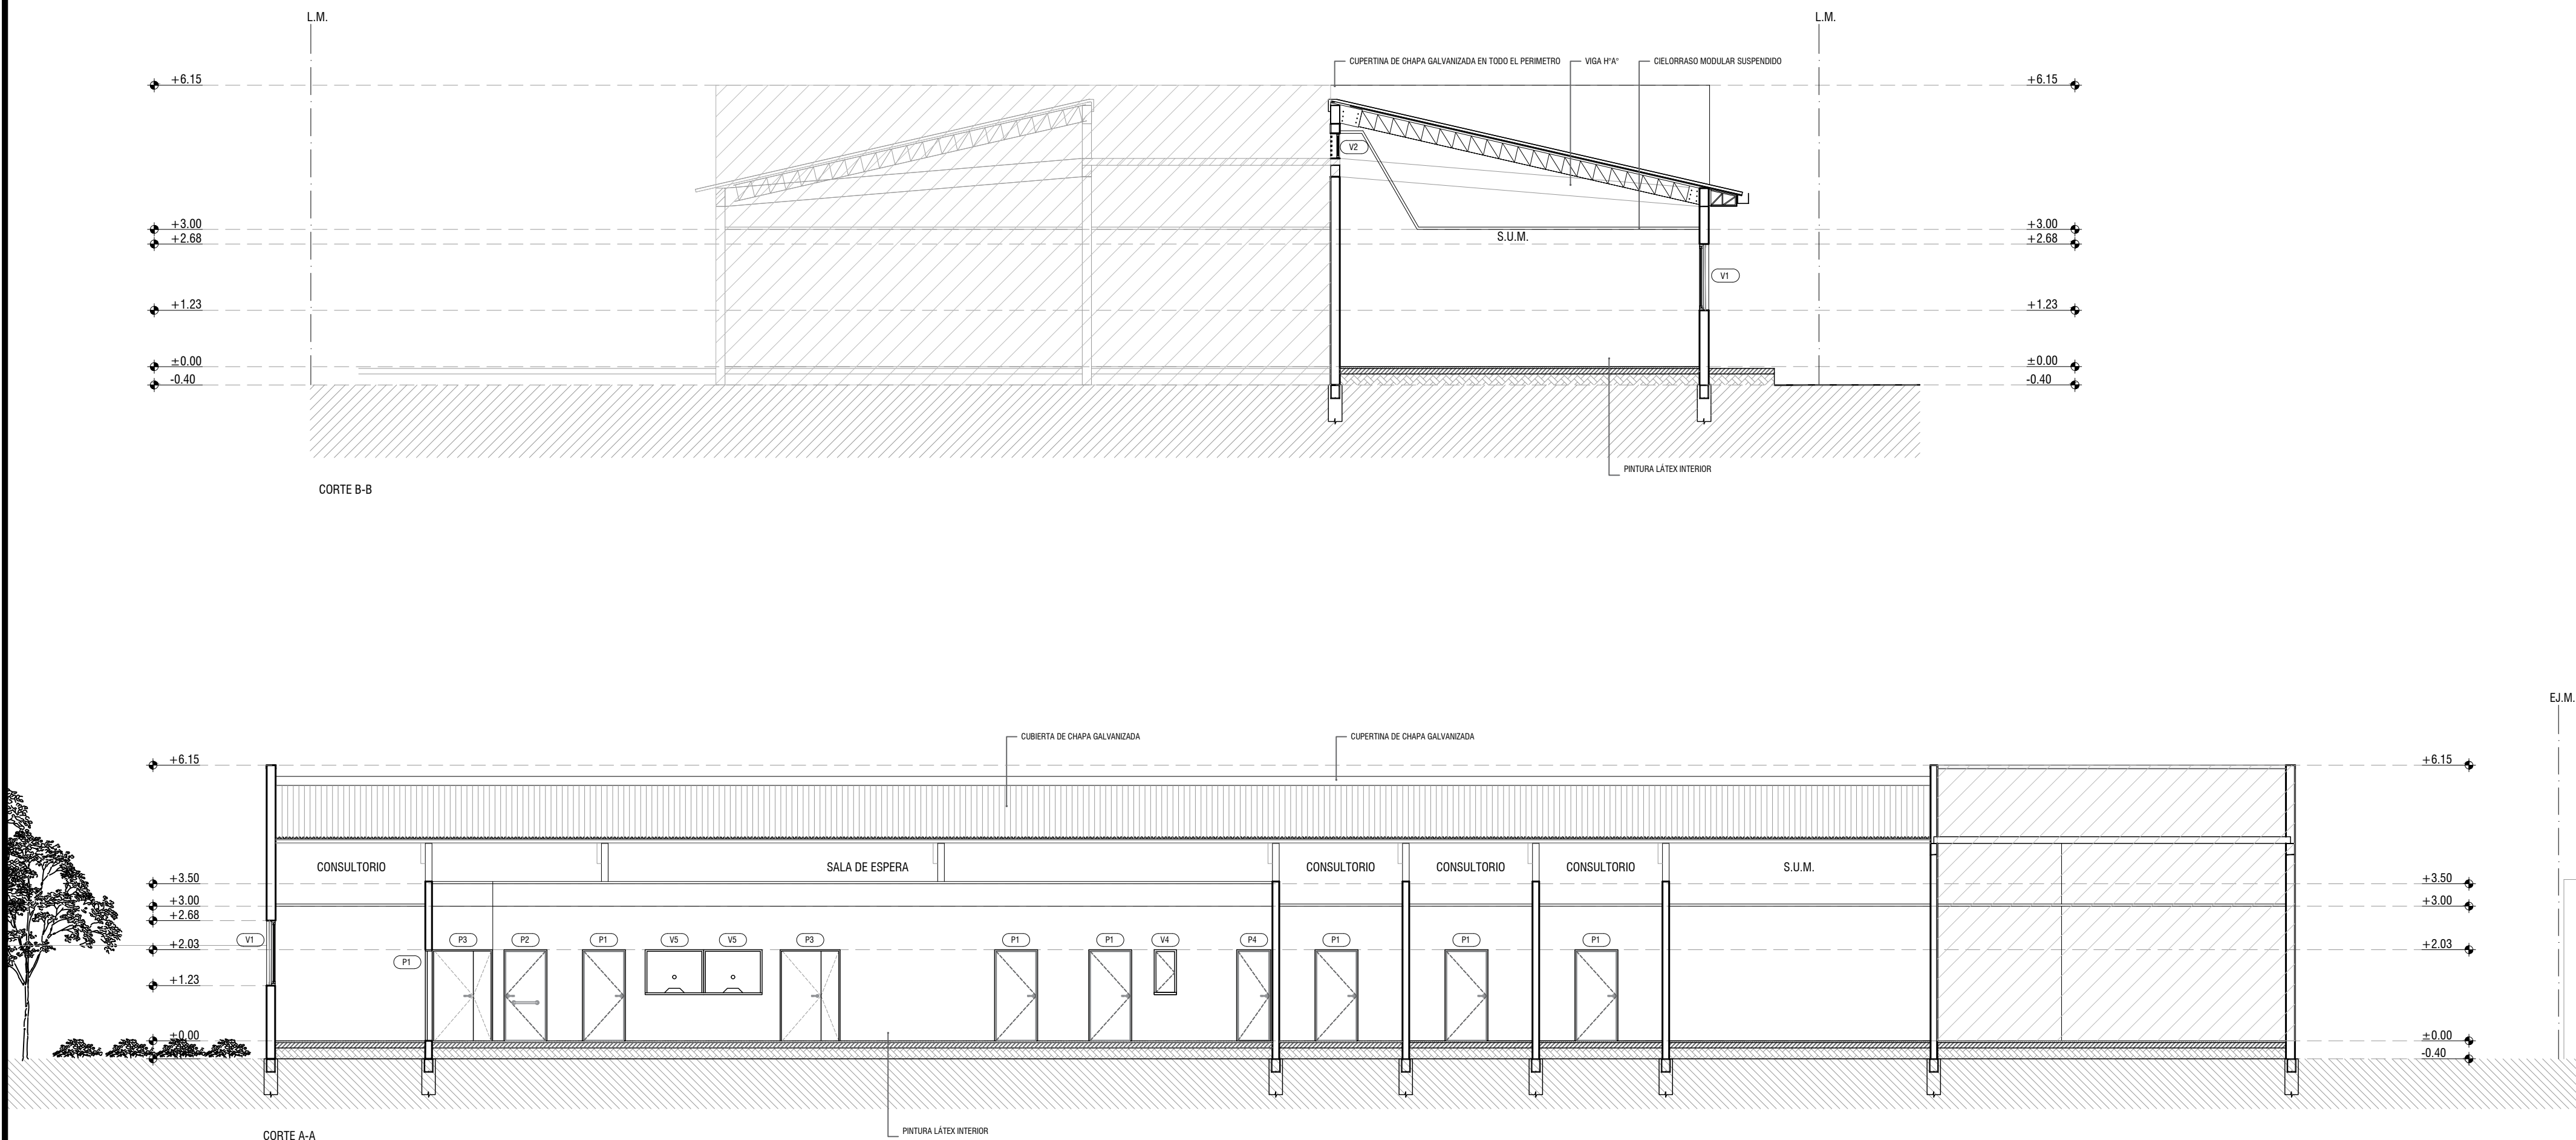 L.M.
L.M.
CUPERTINA DE CHAPA GALVANIZADA EN TODO EL PERIMETRO
VIGA H°A°
CIELORRASO MODULAR SUSPENDIDO
+6.15
+6.15
V2
+3.00
+3.00
+2.68
S.U.M.
+2.68
V1
+1.23
+1.23
±0.00
±0.00
-0.40
-0.40
PINTURA LÁTEX INTERIOR
CORTE B-B
EJ.M.
CUBIERTA DE CHAPA GALVANIZADA
CUPERTINA DE CHAPA GALVANIZADA
+6.15
+6.15
CONSULTORIO
SALA DE ESPERA
CONSULTORIO
CONSULTORIO
CONSULTORIO
S.U.M.
+3.50
+3.50
+3.00
+3.00
+2.68
V1
P3
P2
P1
V5
V5
P3
P1
P1
V4
P4
P1
P1
P1
+2.03
+2.03
P1
+1.23
±0.00
±0.00
-0.40
PINTURA LÁTEX INTERIOR
CORTE A-A